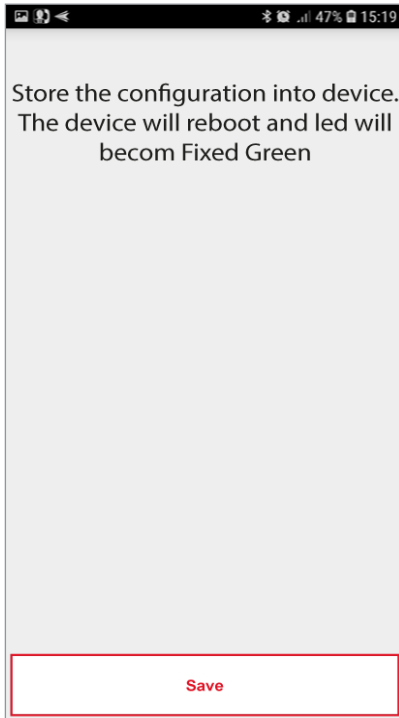 47% 15:19
Store the configuration into device.
The device will reboot and led will
becom Fixed Green
Save